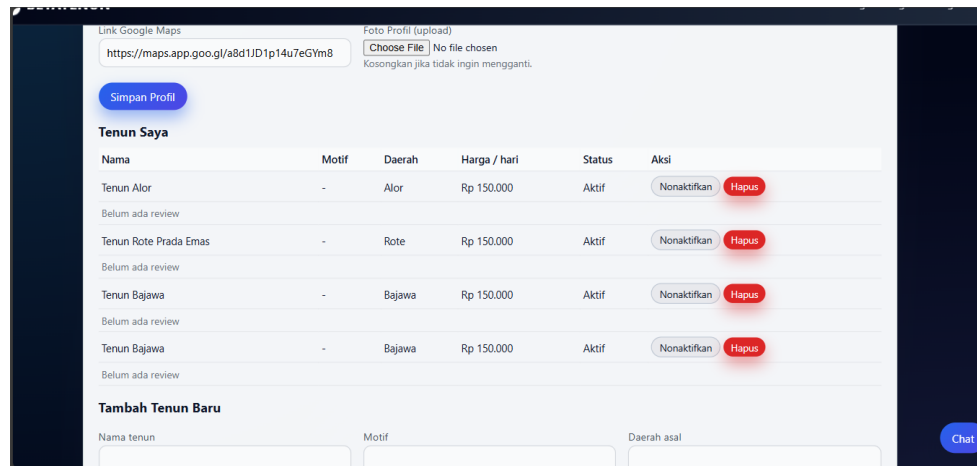 Link Google Maps
Foto Profil (upload)
https://maps.app.goo.gl/a8d1JD1p14u7eGYm8
Choose File No file chosen
Kosongkan jika tidak ingin mengganti.
Simpan Profil
Tenun Saya
Nama Motif Daerah Harga / hari Status Aksi
Tenun Alor - Alor Rp 150.000 Aktif Nonaktifkan Hapus
Belum ada review
Tenun Rote Prada Emas - Rote Rp 150.000 Aktif Nonaktifkan Hapus
Belum ada review
Tenun Bajawa - Bajawa Rp 150.000 Aktif Nonaktifkan Hapus
Belum ada review
Tenun Bajawa - Bajawa Rp 150.000 Aktif Nonaktifkan Hapus
Belum ada review
Tambah Tenun Baru
Nama tenun Motif Daerah asal
Chat